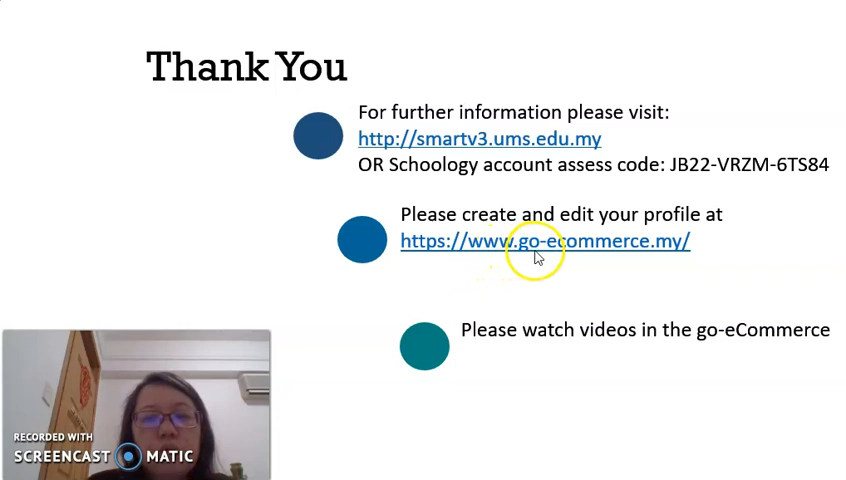 Thank You
For further information please visit:
http://smartv3.ums.edu.my
OR Schoology account assess code: JB22-VRZM-6TS84
Please create and edit your profile at
https://www.go-ecommerce.my/
Please watch videos in the go-eCommerce
RECORDED WITH
SCREENCAST MATIC